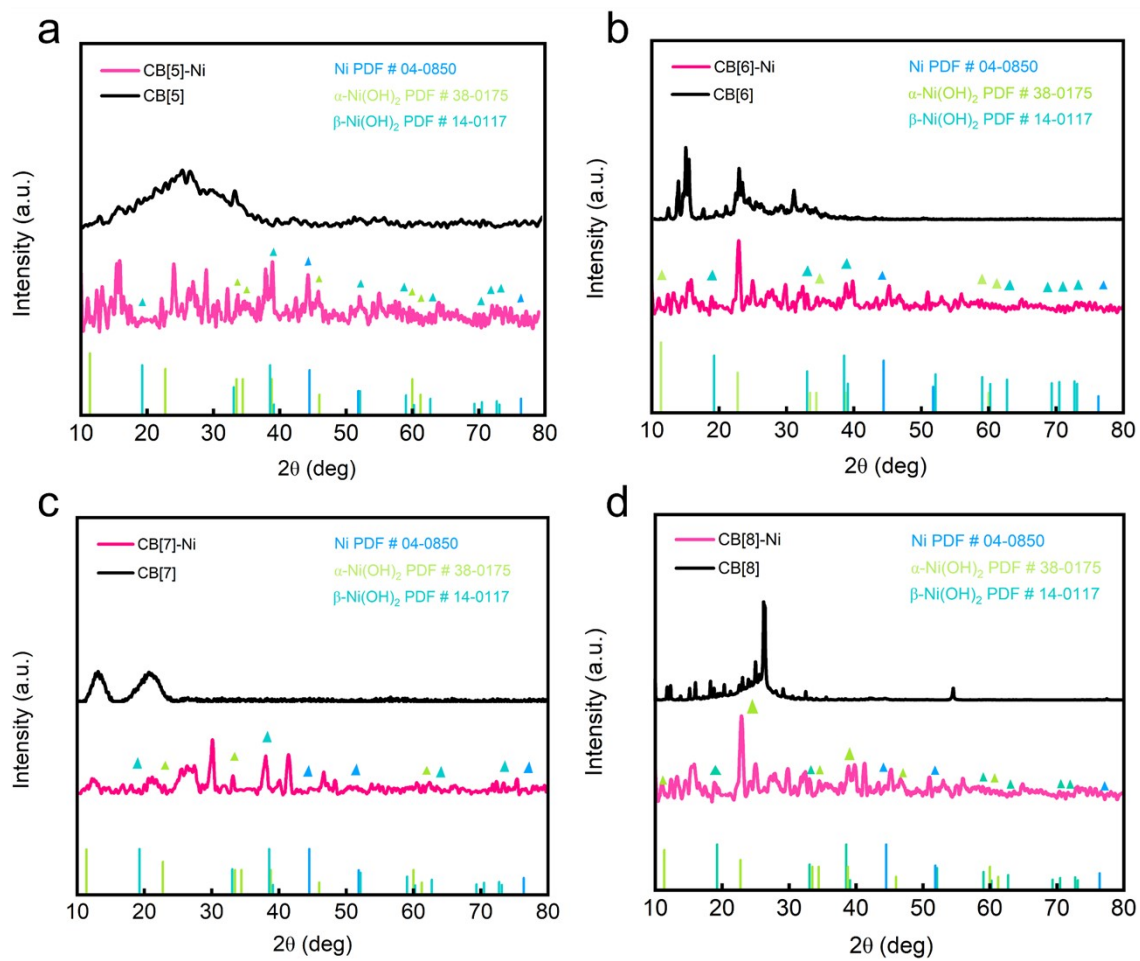 a
CB[5]-Ni
CB[5]
Ni PDF # 04-0850
α-Ni(OH)₂ PDF # 38-0175
β-Ni(OH)₂ PDF # 14-0117
Intensity (a.u.)
10 20 30 40 50 60 70 80
2θ (deg)
b
CB[6]-Ni
CB[6]
Ni PDF # 04-0850
α-Ni(OH)₂ PDF # 38-0175
β-Ni(OH)₂ PDF # 14-0117
Intensity (a.u.)
10 20 30 40 50 60 70 80
2θ (deg)
c
CB[7]-Ni
CB[7]
Ni PDF # 04-0850
α-Ni(OH)₂ PDF # 38-0175
β-Ni(OH)₂ PDF # 14-0117
Intensity (a.u.)
10 20 30 40 50 60 70 80
2θ (deg)
d
CB[8]-Ni
CB[8]
Ni PDF # 04-0850
α-Ni(OH)₂ PDF # 38-0175
β-Ni(OH)₂ PDF # 14-0117
Intensity (a.u.)
10 20 30 40 50 60 70 80
2θ (deg)